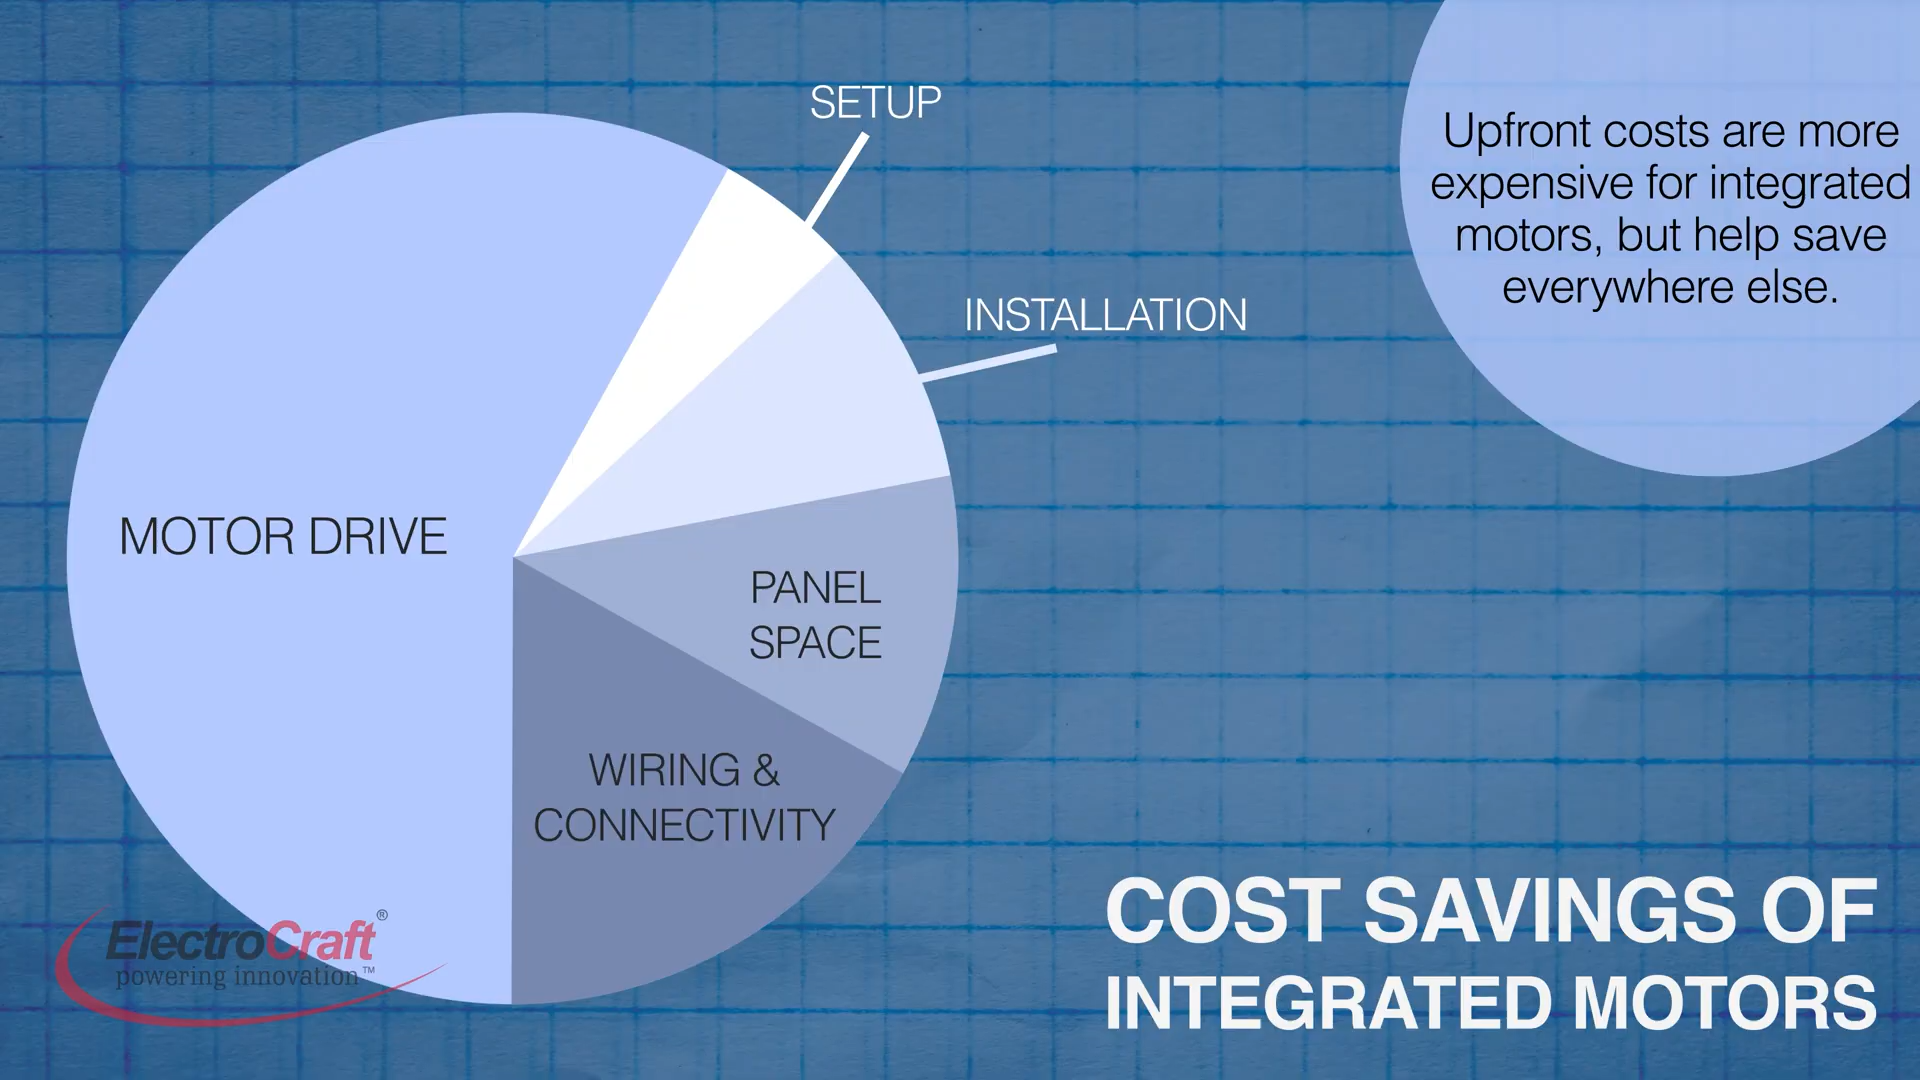 SETUP
Upfront costs are more
expensive for integrated
motors, but help save
everywhere else.
INSTALLATION
MOTOR DRIVE
PANEL
SPACE
WIRING &
CONNECTIVITY
ElectroCraft®
powering innovation™
COST SAVINGS OF
INTEGRATED MOTORS